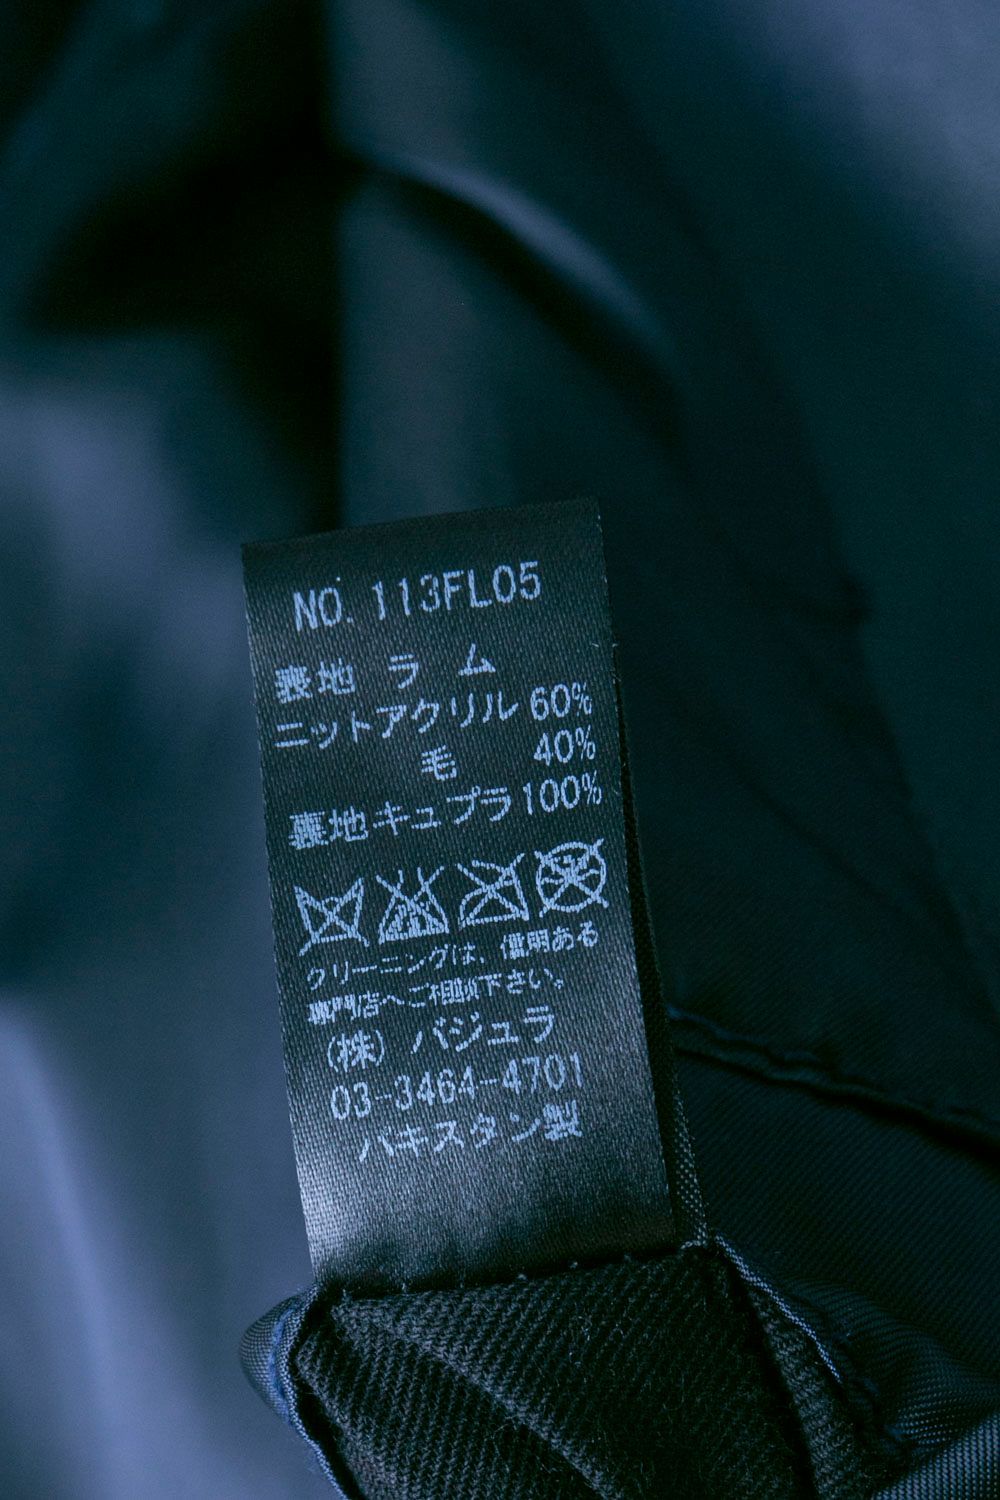 NO. 113FL05
表地 ラ ム
ニットアクリル 60%
毛 40%
裏地キュプラ100%
クリーニングは、信用ある
専門店へご相談下さい。
(株) バジュラ
03-3464-4701
パキスタン製